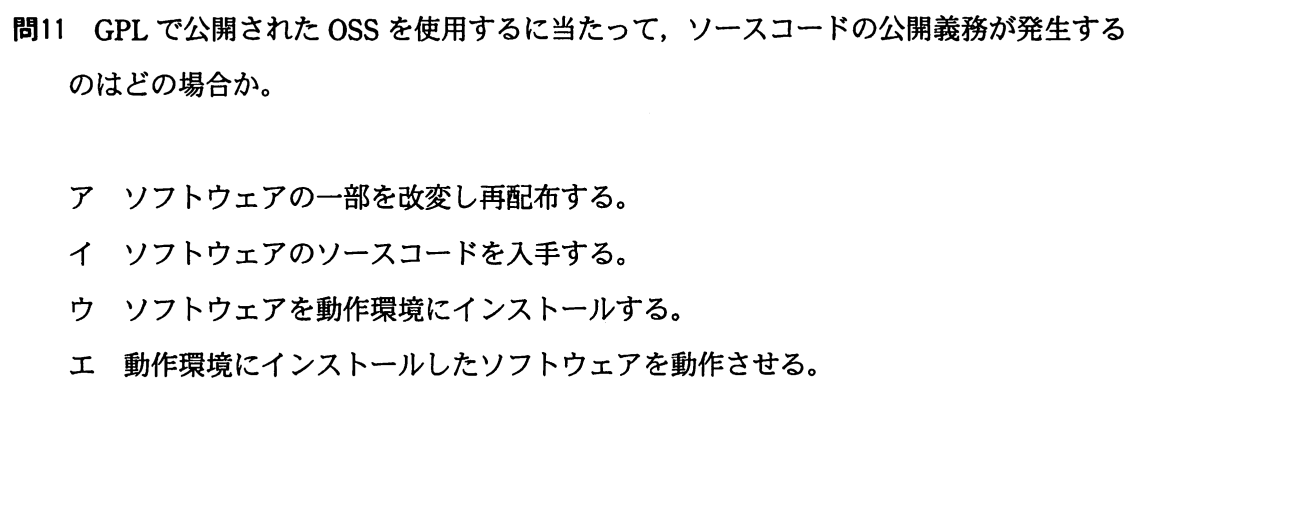 問11 GPL で公開された OSS を使用するに当たって，ソースコードの公開義務が発生する
のはどの場合か。
ア ソフトウェアの一部を改変し再配布する。
イ ソフトウェアのソースコードを入手する。
ウ ソフトウェアを動作環境にインストールする。
エ 動作環境にインストールしたソフトウェアを動作させる。